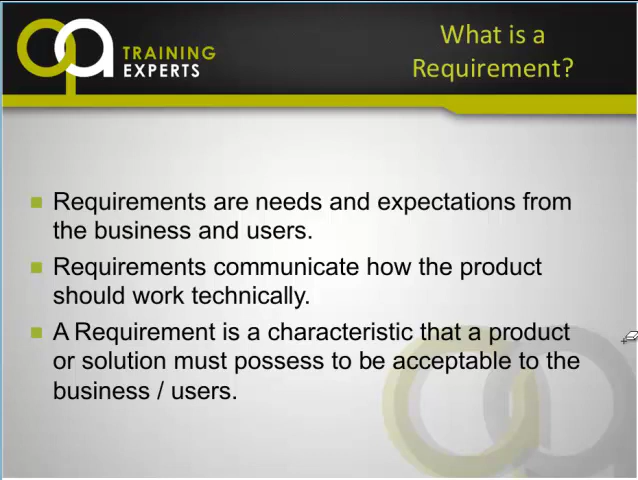 TRAINING
EXPERTS
What is a
Requirement?
Requirements are needs and expectations from
the business and users.
Requirements communicate how the product
should work technically.
A Requirement is a characteristic that a product
or solution must possess to be acceptable to the
business / users.